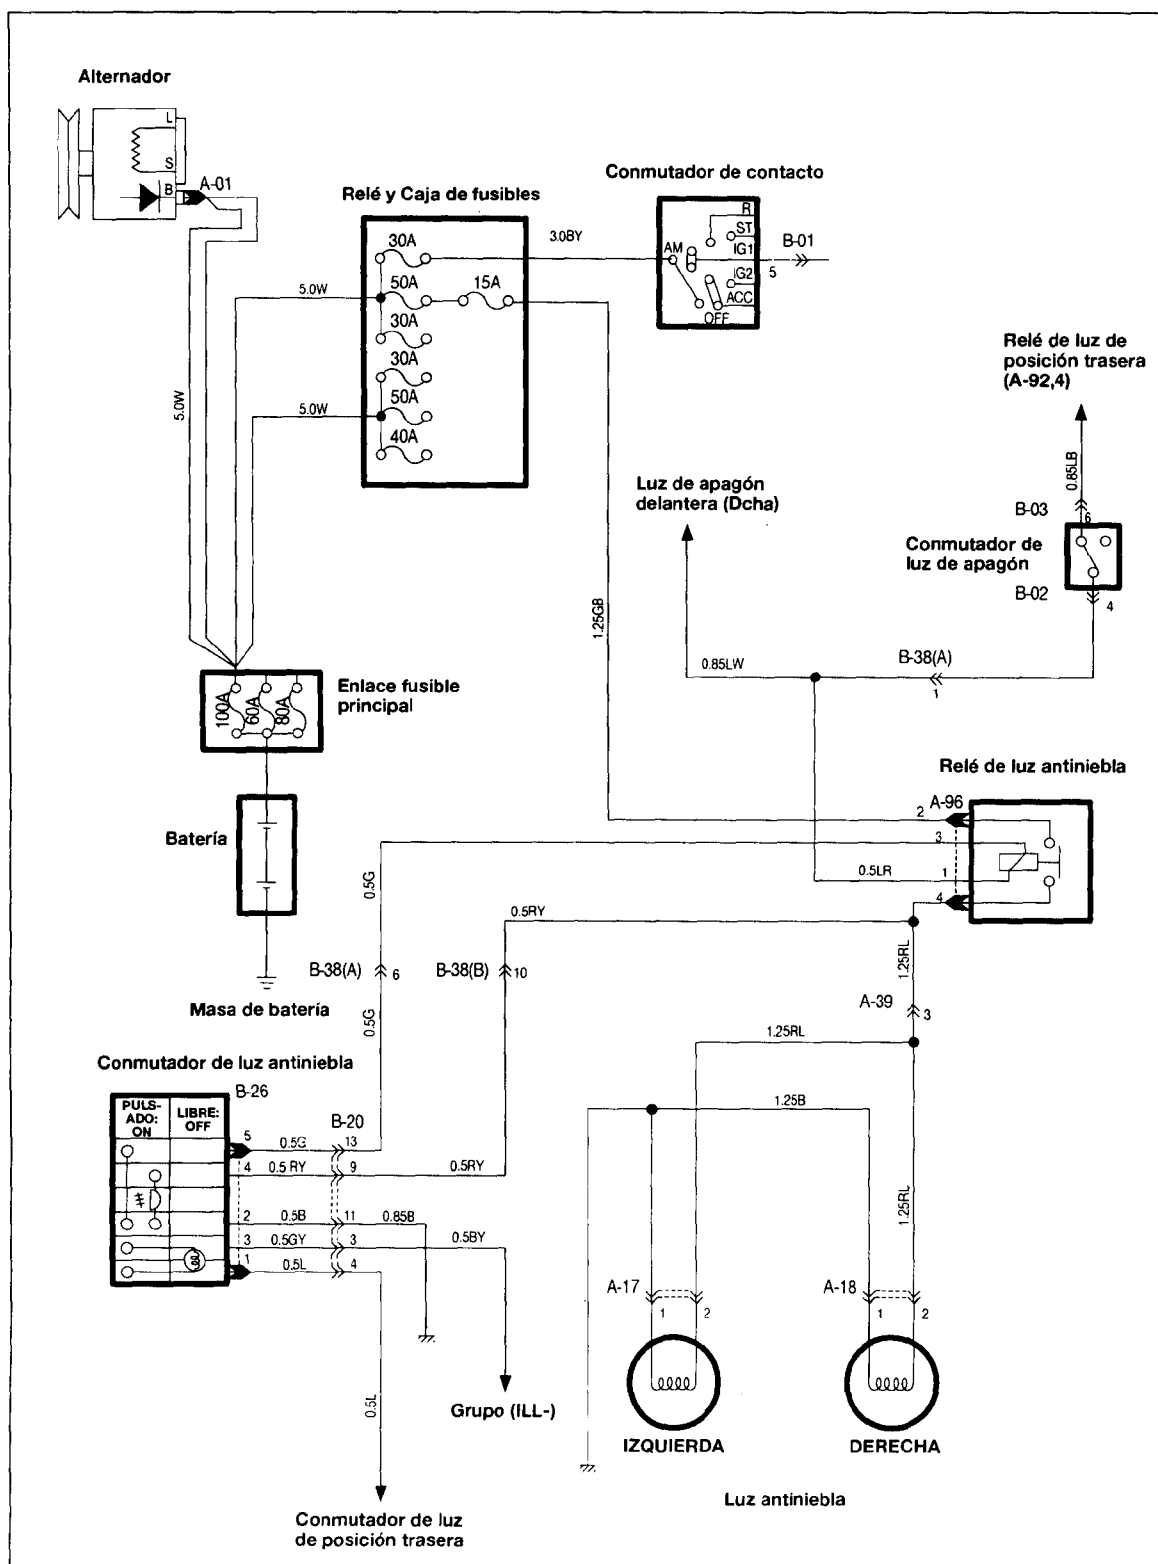 Alternador
L
S
B
A-01
Relé y Caja de fusibles
30A
50A
15A
30A
30A
50A
40A
5.0W
5.0W
5.0W
3.0BY
Conmutador de contacto
R
ST
AM
IG1
IG2
ACC
OFF
B-01
5
Relé de luz de
posición trasera
(A-92,4)
0.85LB
B-03
6
Conmutador de
luz de apagón
B-02
4
Luz de apagón
delantera (Dcha)
1.25GB
0.85LW
B-38(A)
1
Enlace fusible
principal
100A
60A
80A
Batería
Masa de batería
Relé de luz antiniebla
A-96
2
3
1
4
0.5LR
0.5G
0.5RY
B-38(A)
6
B-38(B)
10
0.5G
1.25RL
A-39
3
1.25RL
1.25B
1.25RL
Conmutador de luz antiniebla
B-26
PULS-
ADO:
ON
LIBRE:
OFF
B-20
5
0.5G
13
4
0.5 RY
9
0.5RY
2
0.5B
11
0.85B
3
0.5GY
3
0.5BY
1
0.5L
4
0.5L
Grupo (ILL-)
Conmutador de luz
de posición trasera
A-17
1
2
A-18
1
2
IZQUIERDA
DERECHA
Luz antiniebla